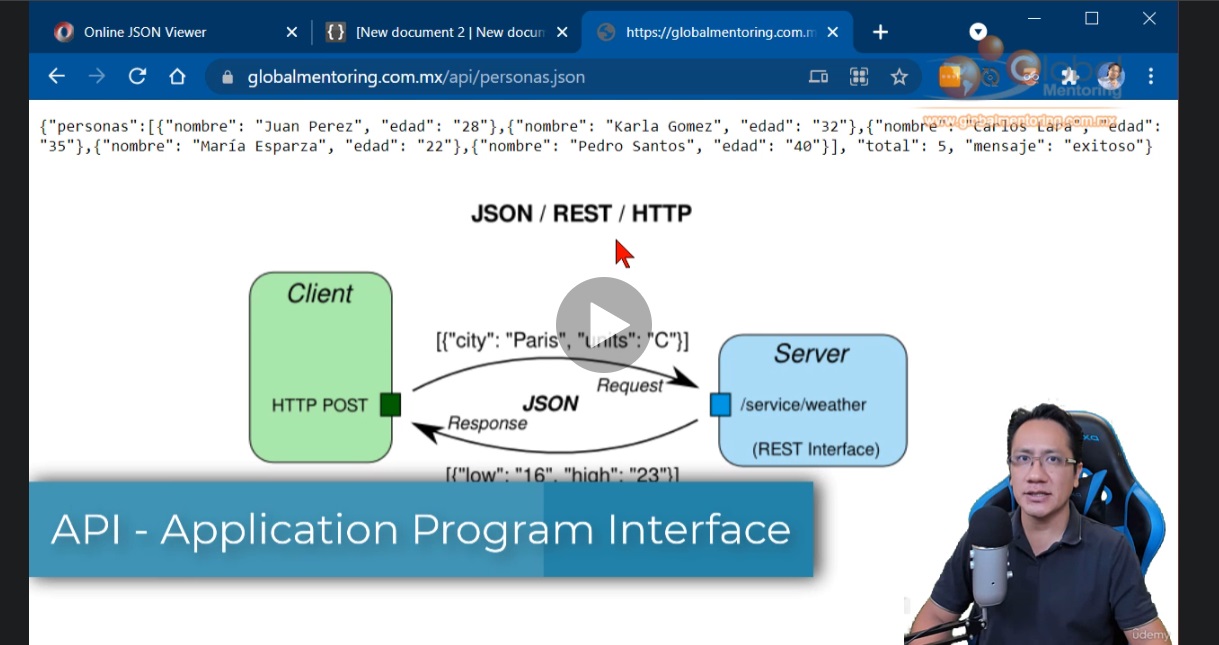 Online JSON Viewer
[New document 2 | New docun
https://globalmentoring.com.m
globalmentoring.com.mx/api/personas.json
Global
Mentoring
www.globalmentoring.com.mx
{"personas":[{"nombre": "Juan Perez", "edad": "28"},{"nombre": "Karla Gomez", "edad": "32"},{"nombre": "Carlos Lara", "edad":
"35"},{"nombre": "María Esparza", "edad": "22"},{"nombre": "Pedro Santos", "edad": "40"}], "total": 5, "mensaje": "exitoso"}
JSON / REST / HTTP
Client
[{"city": "Paris", "units": "C"}]
Server
Request
HTTP POST
JSON
/service/weather
Response
(REST Interface)
[{"low": "16", "high": "23"}]
API - Application Program Interface
udemy